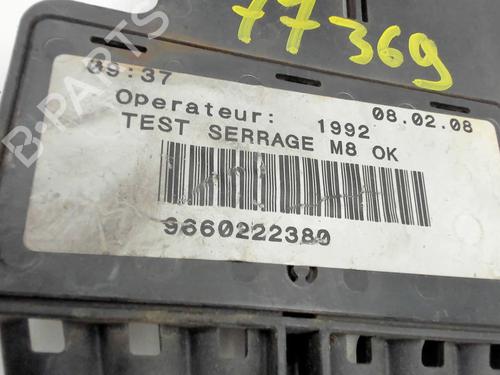 77369
09:37
08.02.08
Operateur: 1992
TEST SERRAGE M8 OK
9660222380
B-PARTS